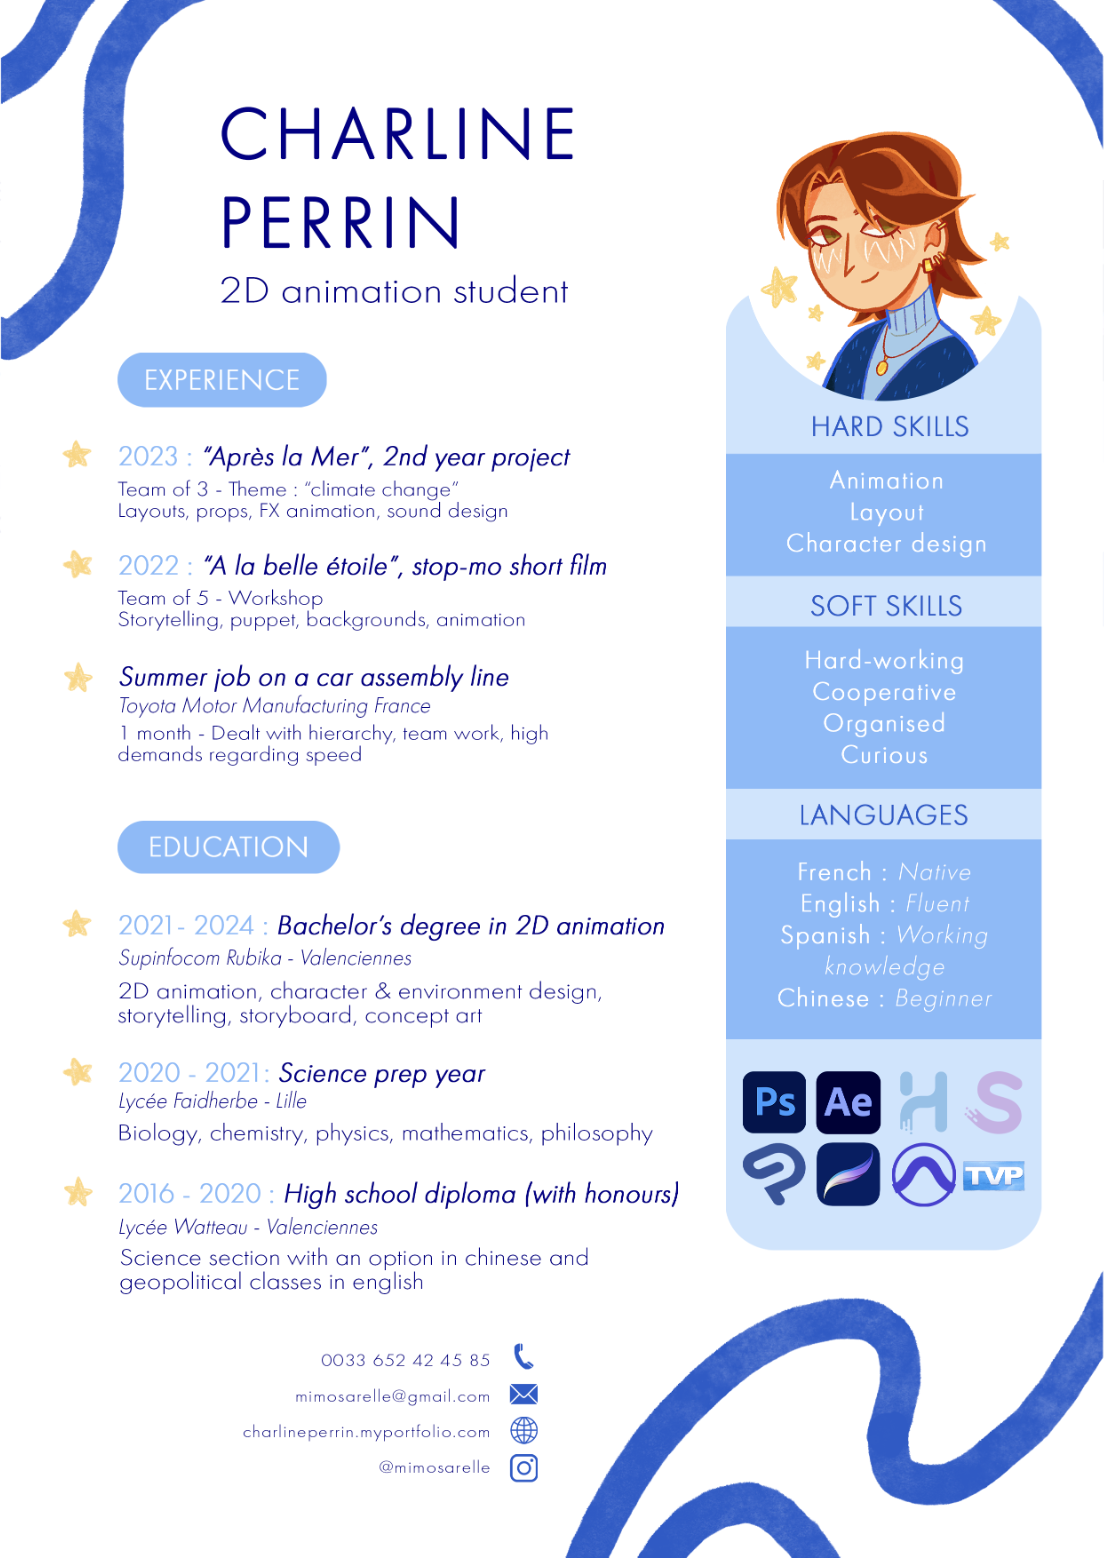 CHARLINE
PERRIN
2D animation student
EXPERIENCE
2023 : “Après la Mer”, 2nd year project
Team of 3 - Theme : “climate change”
Layouts, props, FX animation, sound design
2022 : “A la belle étoile”, stop-mo short film
Team of 5 - Workshop
Storytelling, puppet, backgrounds, animation
Summer job on a car assembly line
Toyota Motor Manufacturing France
1 month - Dealt with hierarchy, team work, high
demands regarding speed
EDUCATION
2021- 2024 : Bachelor’s degree in 2D animation
Supinfocom Rubika - Valenciennes
2D animation, character & environment design,
storytelling, storyboard, concept art
2020 - 2021: Science prep year
Lycée Faidherbe - Lille
Biology, chemistry, physics, mathematics, philosophy
2016 - 2020 : High school diploma (with honours)
Lycée Watteau - Valenciennes
Science section with an option in chinese and
geopolitical classes in english
0033 652 42 45 85
mimosarelle@gmail.com
charlineperrin.myportfolio.com
@mimosarelle
HARD SKILLS
Animation
Layout
Character design
SOFT SKILLS
Hard-working
Cooperative
Organised
Curious
LANGUAGES
French : Native
English : Fluent
Spanish : Working
knowledge
Chinese : Beginner
Ps Ae H S
TVP